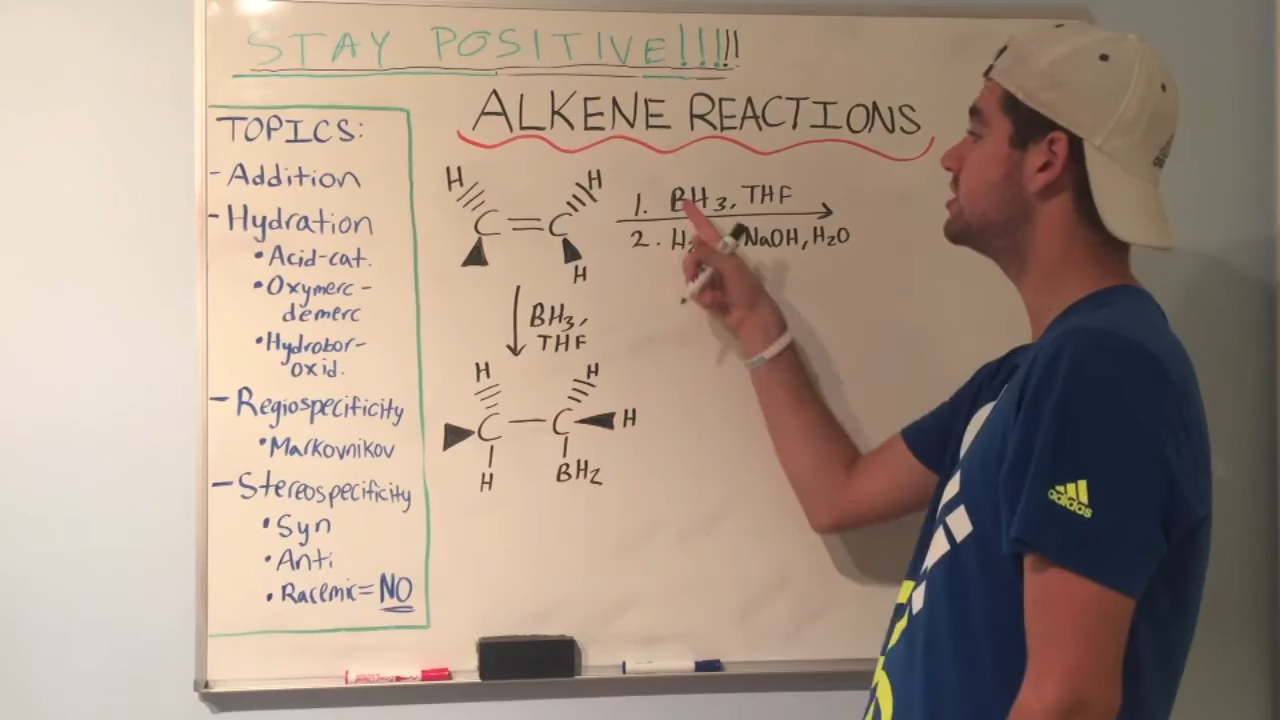 STAY POSITIVE!!!!!
ALKENE REACTIONS
TOPICS:
-Addition
-Hydration
•Acid-cat.
•Oxymerc-
demerc
•Hydrobor-
oxid.
-Regiospecificity
•Markovnikov
-Stereospecificity
•Syn
•Anti
•Racemic=NO
H H
C=C
H
1. BH3, THF
2. H NaOH, H2O
BH3,
THF
H H
C-C H
H BH2
adidas